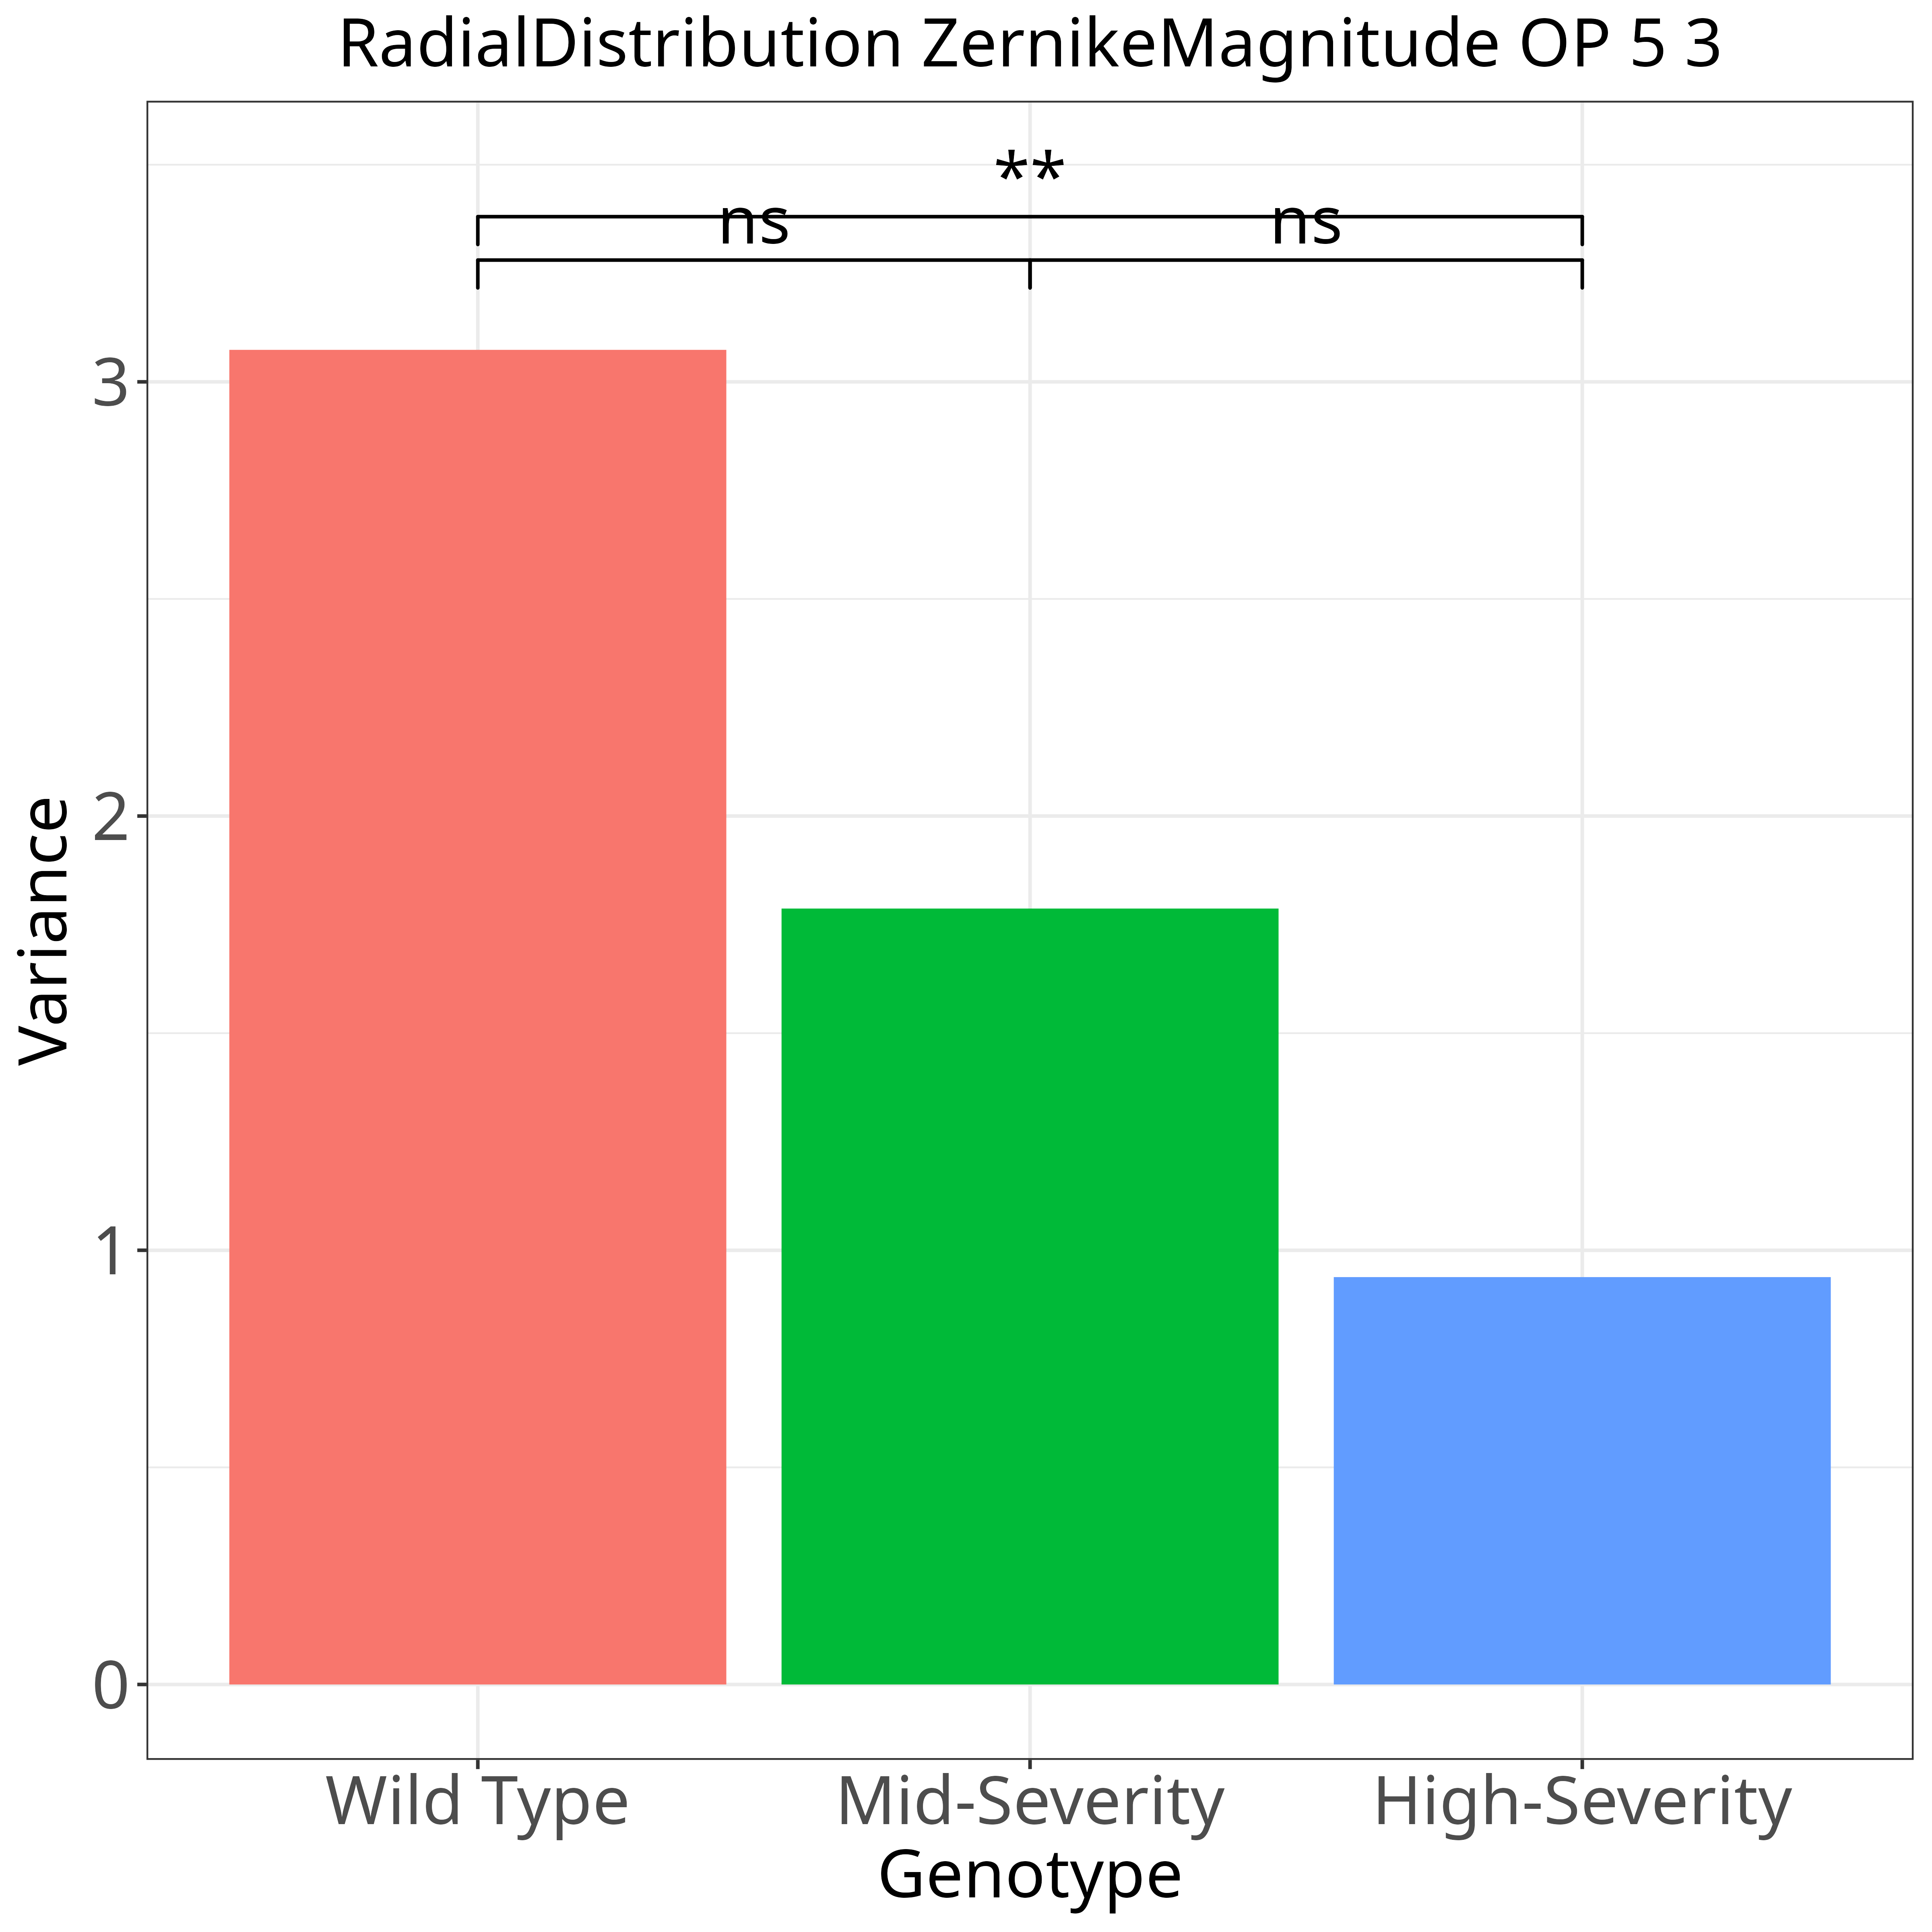 RadialDistribution ZernikeMagnitude OP 5 3
**
ns ns
3
2
1
0
Variance
Wild Type Mid-Severity High-Severity
Genotype